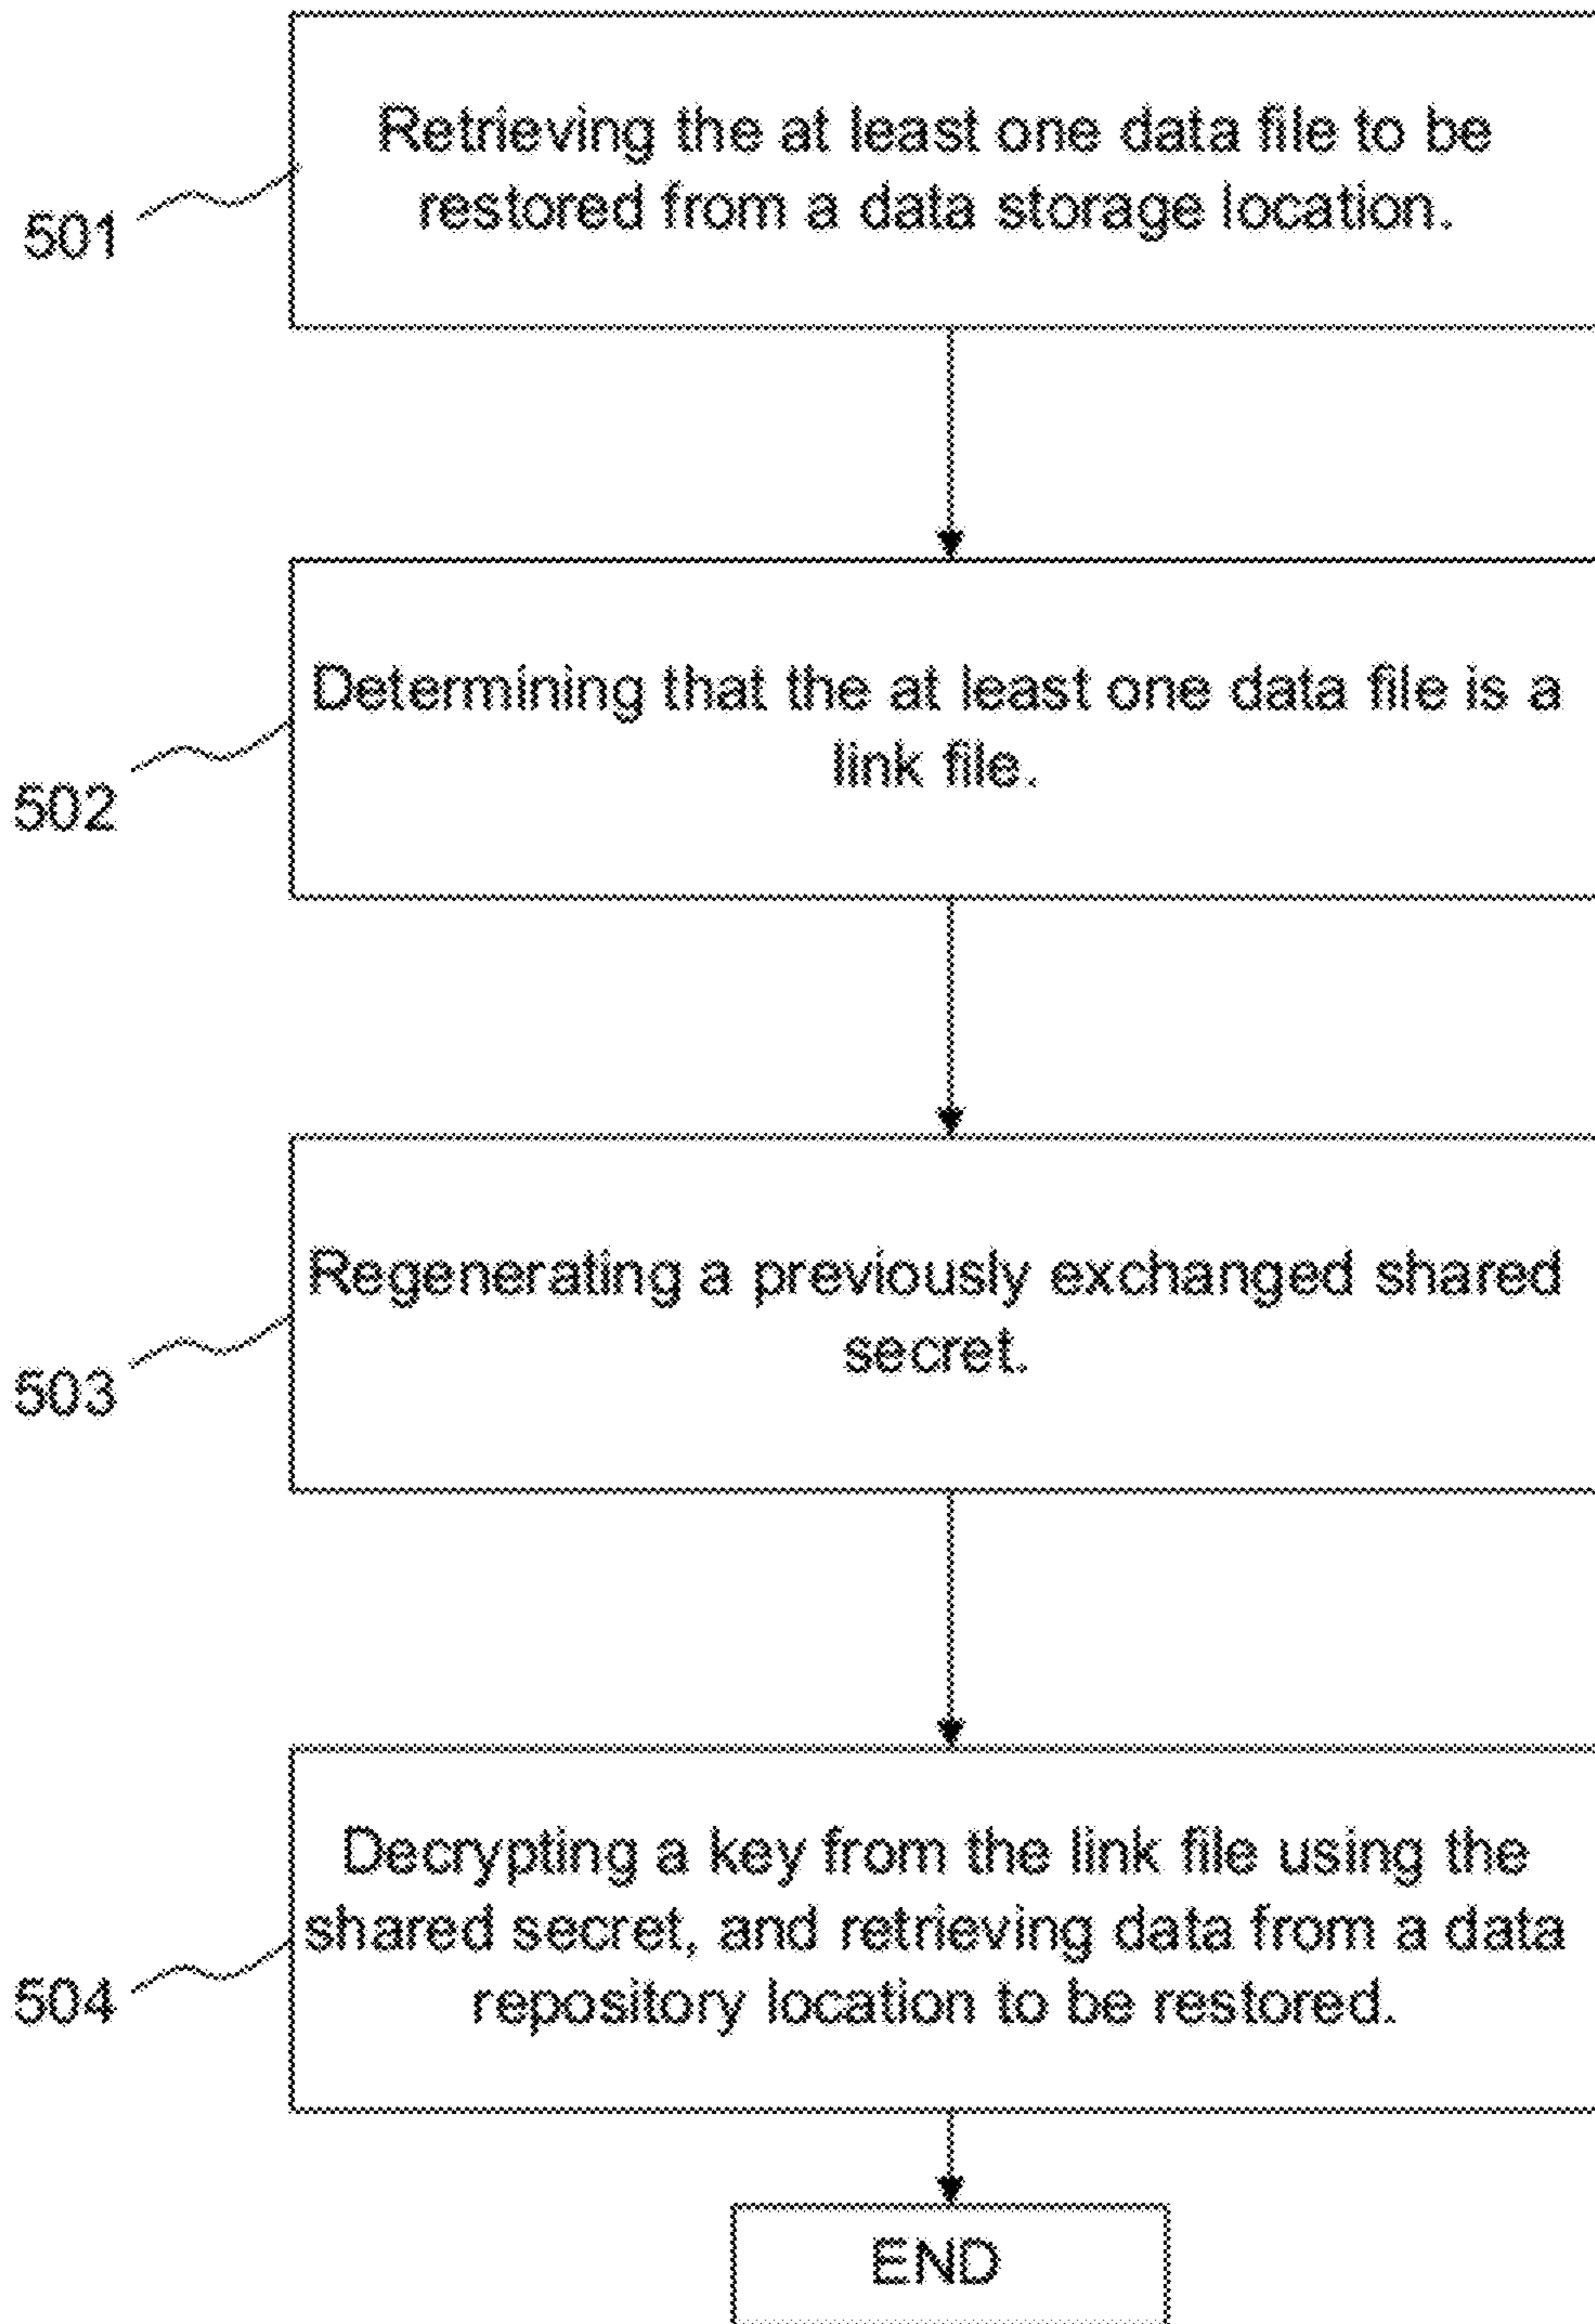 Retrieving the at least one data file to be
restored from a data storage location.
501
Determining that the at least one data file is a
link file.
502
Regenerating a previously exchanged shared
secret.
503
Decrypting a key from the link file using the
shared secret, and retrieving data from a data
repository location to be restored.
504
END